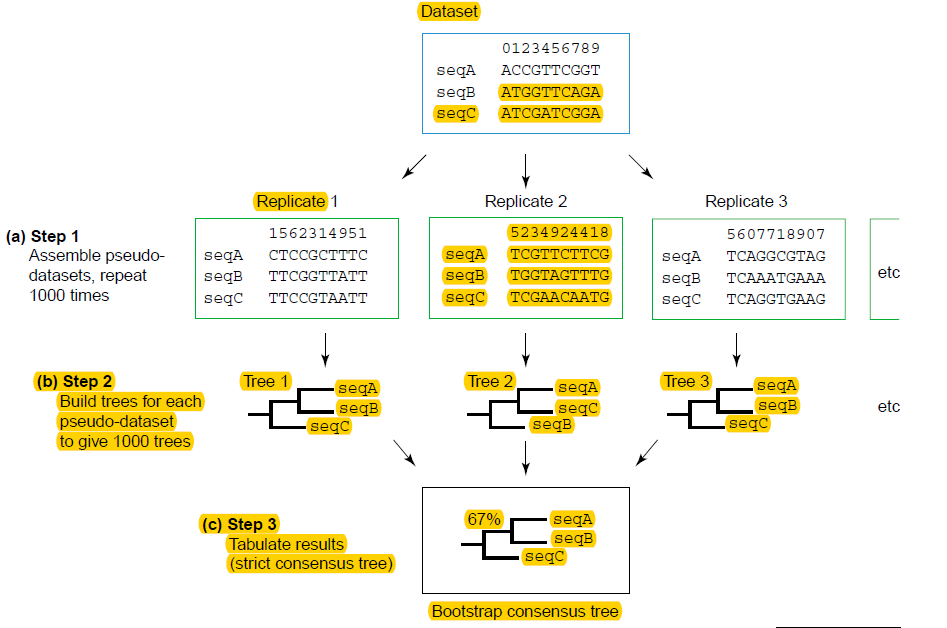 Dataset
0123456789
seqA ACCGTTCGGT
seqB ATGGTTCAGA
seqC ATCGATCGGA
Replicate 1
Replicate 2
Replicate 3
(a) Step 1
Assemble pseudo-
datasets, repeat
1000 times
1562314951
seqA CTCCGCTTTC
seqB TTCGGTTATT
seqC TTCCGTAATT
5234924418
seqA TCGTTCTTCG
seqB TGGTAGTTTG
seqC TCGAACAATG
5607718907
seqA TCAGGCGTAG
seqB TCAAATGAAA
seqC TCAGGTGAAG
etc
(b) Step 2
Build trees for each
pseudo-dataset
to give 1000 trees
Tree 1
seqA
seqB
seqC
Tree 2
seqA
seqC
seqB
Tree 3
seqA
seqB
seqC
etc
(c) Step 3
Tabulate results
(strict consensus tree)
67%
seqA
seqB
seqC
Bootstrap consensus tree